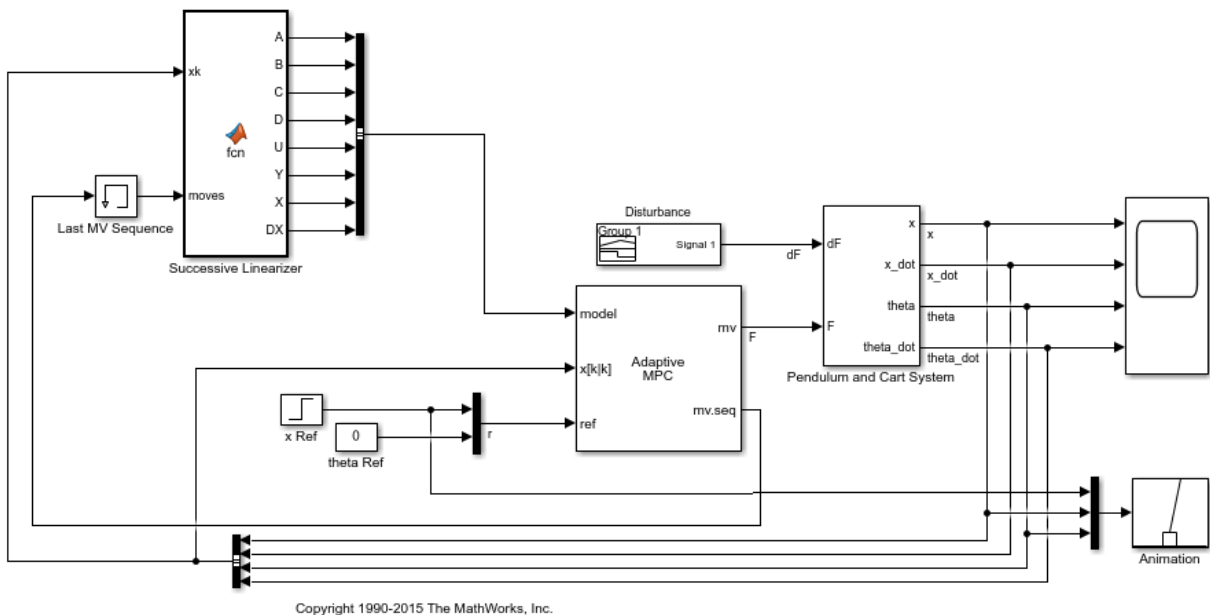 A
B
C
D
U
Y
X
DX
xk
fcn
moves
Last MV Sequence
Successive Linearizer
Disturbance
Group 1
Signal 1
dF
dF
F
x
x_dot
theta
theta_dot
x
x_dot
theta
theta_dot
Pendulum and Cart System
model
x[k|k]
ref
Adaptive
MPC
mv
mv.seq
F
x Ref
0
theta Ref
r
Animation
Copyright 1990-2015 The MathWorks, Inc.